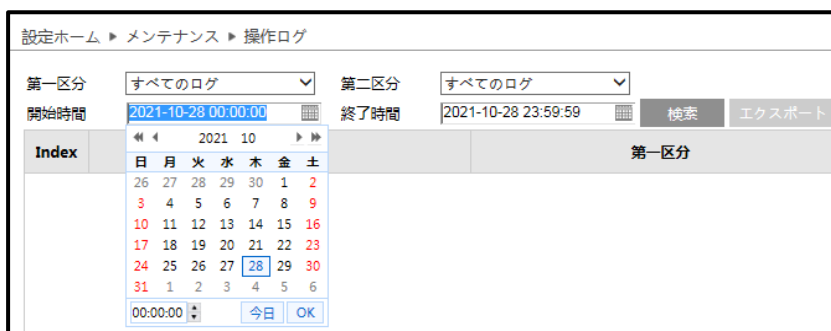 設定ホーム ▶ メンテナンス ▶ 操作ログ
第一区分 すべてのログ 第二区分 すべてのログ
開始時間 2021-10-28 00:00:00 終了時間 2021-10-28 23:59:59 検索 エクスポート
Index 第一区分
2021 10
日 月 火 水 木 金 土
26 27 28 29 30 1 2
3 4 5 6 7 8 9
10 11 12 13 14 15 16
17 18 19 20 21 22 23
24 25 26 27 28 29 30
31 1 2 3 4 5 6
00:00:00 今日 OK